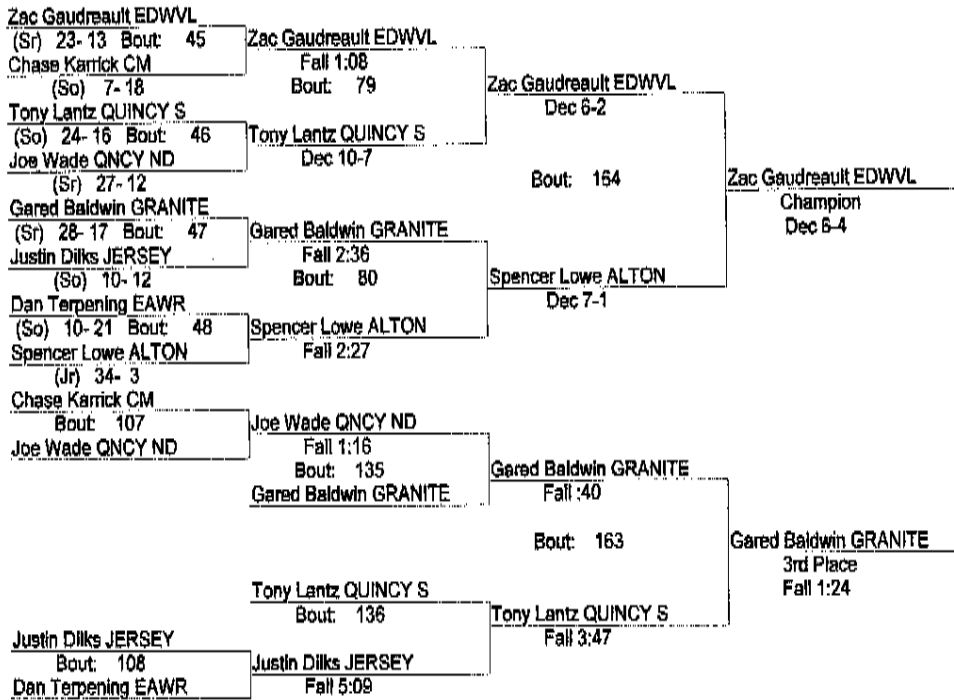 Zac Gaudreault EDWVL
(Sr) 23- 13 Bout: 45
Chase Karrick CM
(So) 7- 18
Tony Lantz QUINCY S
(So) 24- 16 Bout: 46
Joe Wade QNCY ND
(Sr) 27- 12
Gared Baldwin GRANITE
(Sr) 28- 17 Bout: 47
Justin Dilks JERSEY
(So) 10- 12
Dan Terpening EAWR
(So) 10- 21 Bout: 48
Spencer Lowe ALTON
(Jr) 34- 3
Zac Gaudreault EDWVL
Fall 1:08
Bout: 79
Tony Lantz QUINCY S
Dec 10-7
Gared Baldwin GRANITE
Fall 2:36
Bout: 80
Spencer Lowe ALTON
Fall 2:27
Zac Gaudreault EDWVL
Dec 6-2
Bout: 164
Spencer Lowe ALTON
Dec 7-1
Zac Gaudreault EDWVL
Champion
Dec 6-4
Chase Karrick CM
Bout: 107
Joe Wade QNCY ND
Joe Wade QNCY ND
Fall 1:16
Bout: 135
Gared Baldwin GRANITE
Gared Baldwin GRANITE
Fall :40
Bout: 163
Gared Baldwin GRANITE
3rd Place
Fall 1:24
Tony Lantz QUINCY S
Bout: 136
Tony Lantz QUINCY S
Fall 3:47
Justin Dilks JERSEY
Bout: 108
Dan Terpening EAWR
Justin Dilks JERSEY
Fall 5:09